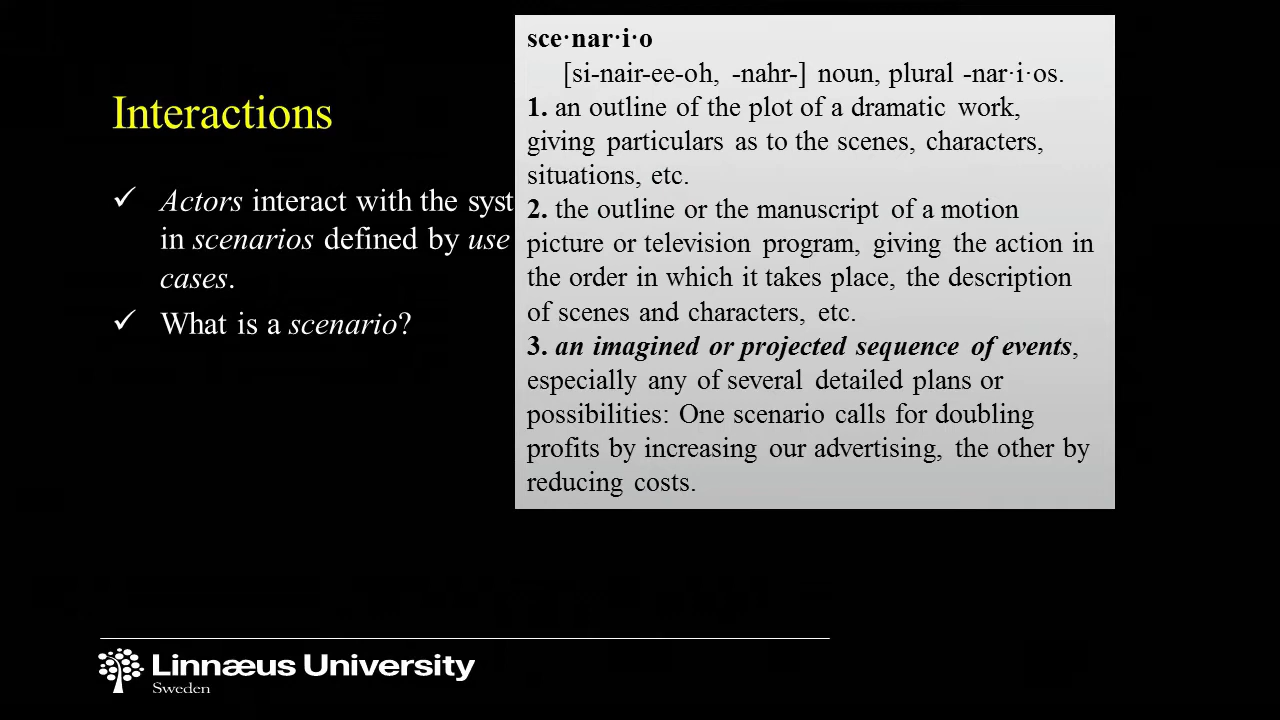 Interactions
✓ Actors interact with the syst
in scenarios defined by use
cases.
✓ What is a scenario?
sce·nar·i·o
[si-nair-ee-oh, -nahr-] noun, plural -nar·i·os.
1. an outline of the plot of a dramatic work,
giving particulars as to the scenes, characters,
situations, etc.
2. the outline or the manuscript of a motion
picture or television program, giving the action in
the order in which it takes place, the description
of scenes and characters, etc.
3. an imagined or projected sequence of events,
especially any of several detailed plans or
possibilities: One scenario calls for doubling
profits by increasing our advertising, the other by
reducing costs.
Linnæus University
Sweden